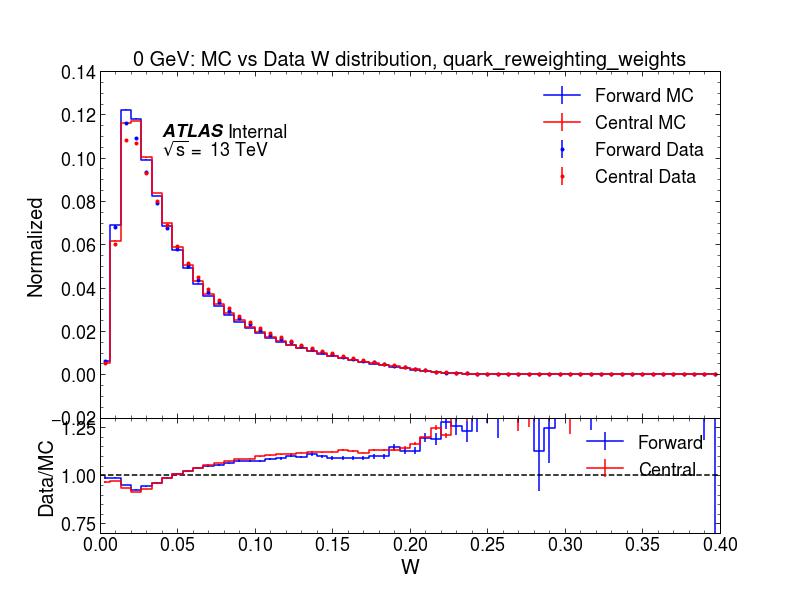 0 GeV: MC vs Data W distribution, quark_reweighting_weights
0.14
0.12
0.10
0.08
0.06
0.04
0.02
0.00
−0.02
Normalized
ATLAS Internal
√s = 13 TeV
Forward MC
Central MC
Forward Data
Central Data
1.25
1.00
0.75
Data/MC
Forward
Central
0.00 0.05 0.10 0.15 0.20 0.25 0.30 0.35 0.40
W